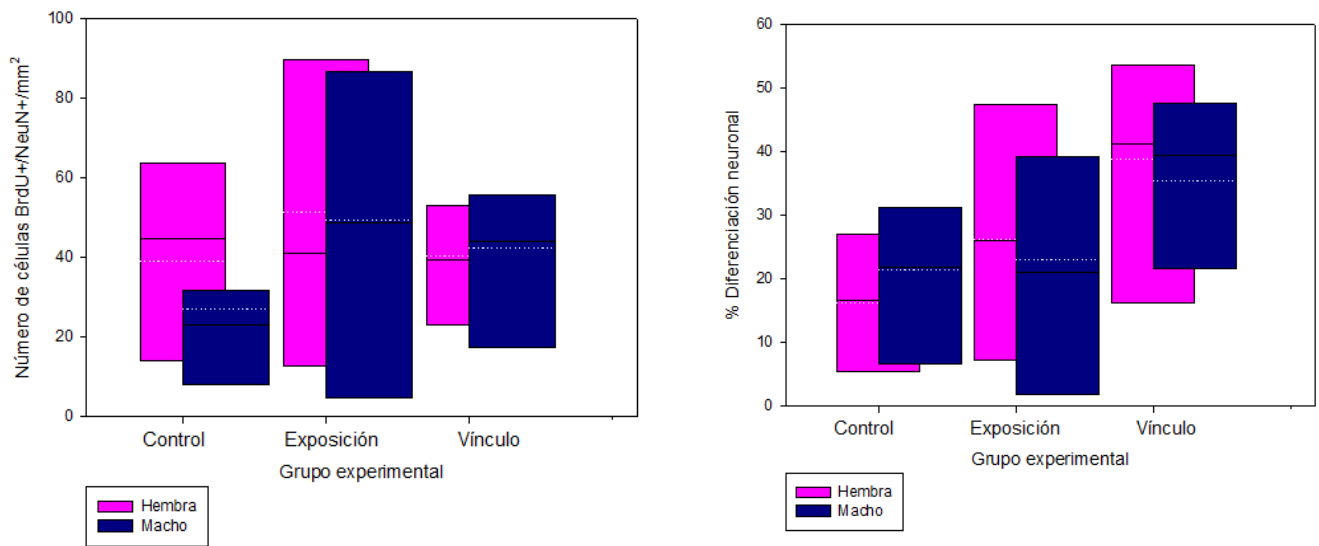 100
80
60
40
20
0
Número de células BrdU+/NeuN+/mm²
Control Exposición Vínculo
Grupo experimental
Hembra
Macho
60
50
40
30
20
10
0
% Diferenciación neuronal
Control Exposición Vínculo
Grupo experimental
Hembra
Macho